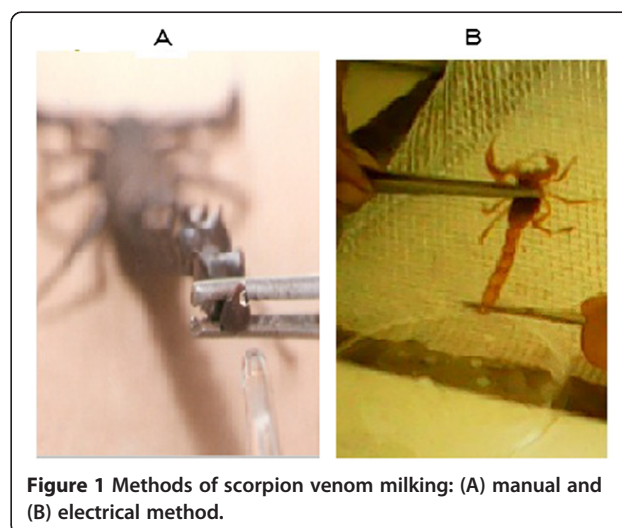 A B
Figure 1 Methods of scorpion venom milking: (A) manual and
(B) electrical method.